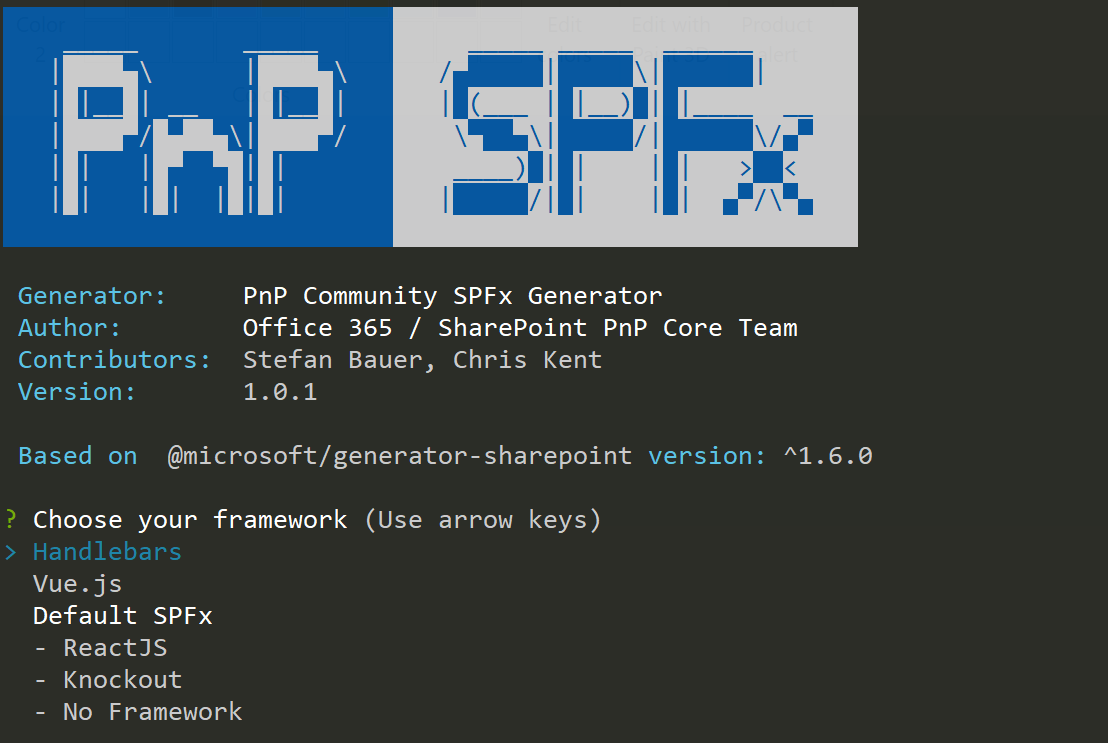 PnP SPFx
Generator: PnP Community SPFx Generator
Author: Office 365 / SharePoint PnP Core Team
Contributors: Stefan Bauer, Chris Kent
Version: 1.0.1
Based on @microsoft/generator-sharepoint version: ^1.6.0
? Choose your framework (Use arrow keys)
> Handlebars
Vue.js
Default SPFx
- ReactJS
- Knockout
- No Framework